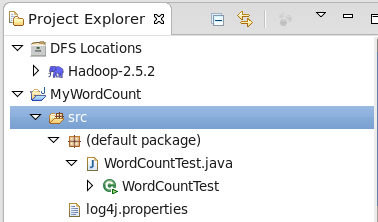 Project Explorer
DFS Locations
Hadoop-2.5.2
MyWordCount
src
(default package)
WordCountTest.java
WordCountTest
log4j.properties